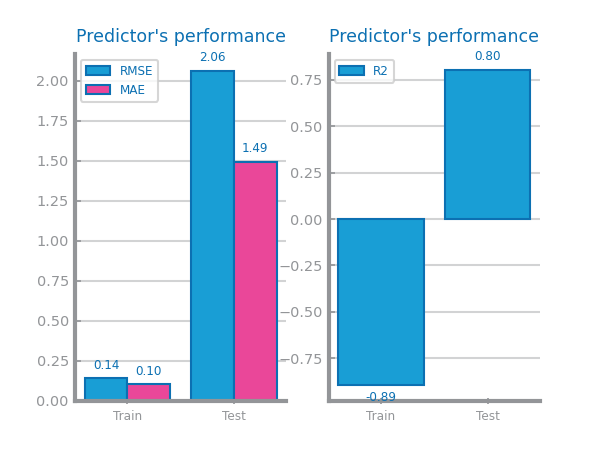 Predictor's performance
2.06
RMSE
MAE
2.00
1.75
1.50
1.25
1.00
0.75
0.50
0.25
0.00
1.49
0.14
0.10
Train
Test
Predictor's performance
0.80
R2
0.75
0.50
0.25
0.00
−0.25
−0.50
−0.75
-0.89
Train
Test